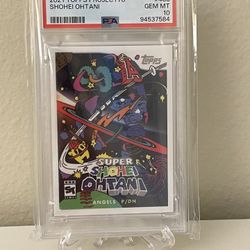 SHOHEI OHTANI
GEM MT
10
PSA
94537584
Topps
SUPER
SHOHEI
OHTANI
ANGELS P/DH